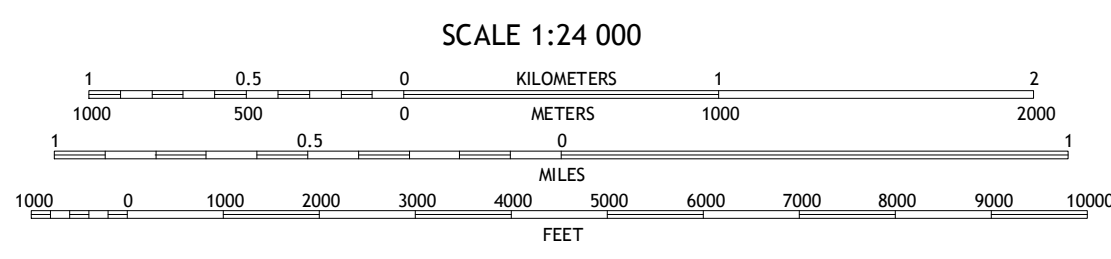 SCALE 1:24 000
1 0.5 0 KILOMETERS 1 2
1000 500 0 METERS 1000 2000
1 0.5 0 1
MILES
1000 0 1000 2000 3000 4000 5000 6000 7000 8000 9000 10000
FEET